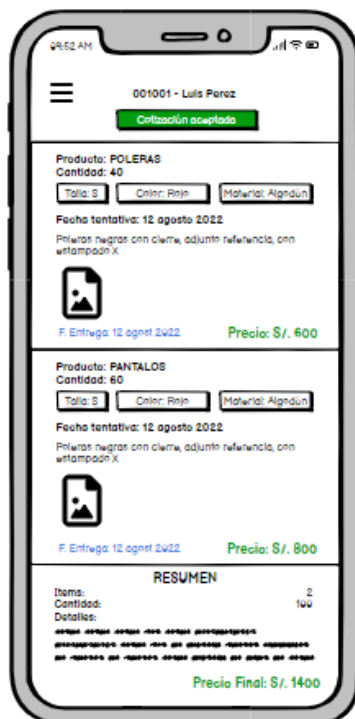 09:52 AM
001001 - Luis Perez
Cotización aceptada
Producto: POLERAS
Cantidad: 40
Talla: S Color: Rojo Material: Algodón
Fecha tentativa: 12 agosto 2022
Poleras negras con cierre, adjunto referencia, con
estampado X
F. Entrega: 12 agost 2022 Precio: S/. 600
Producto: PANTALOS
Cantidad: 60
Talla: S Color: Rojo Material: Algodón
Fecha tentativa: 12 agosto 2022
Poleras negras con cierre, adjunto referencia, con
estampado X
F. Entrega: 12 agost 2022 Precio: S/. 800
RESUMEN
Items: 2
Cantidad: 100
Detalles:
Precio Final: S/. 1400